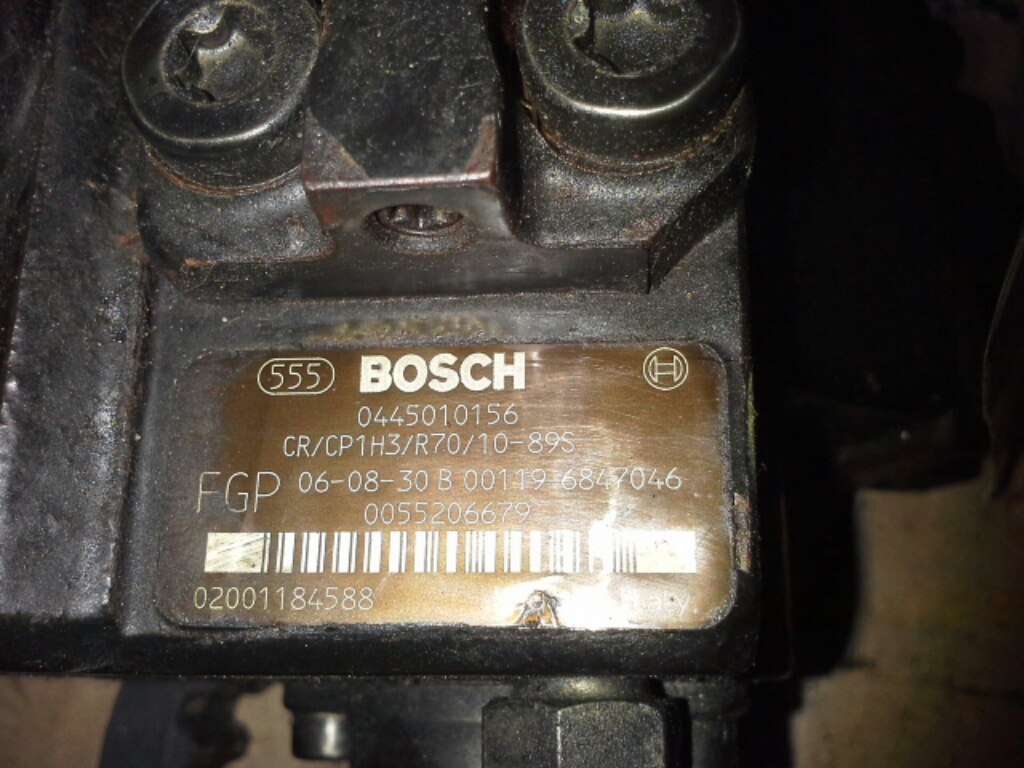 555 BOSCH
0445010156
CR/CP1H3/R70/10-89S
FGP 06-08-30 B 00119 6847046
0055206679
02001184588